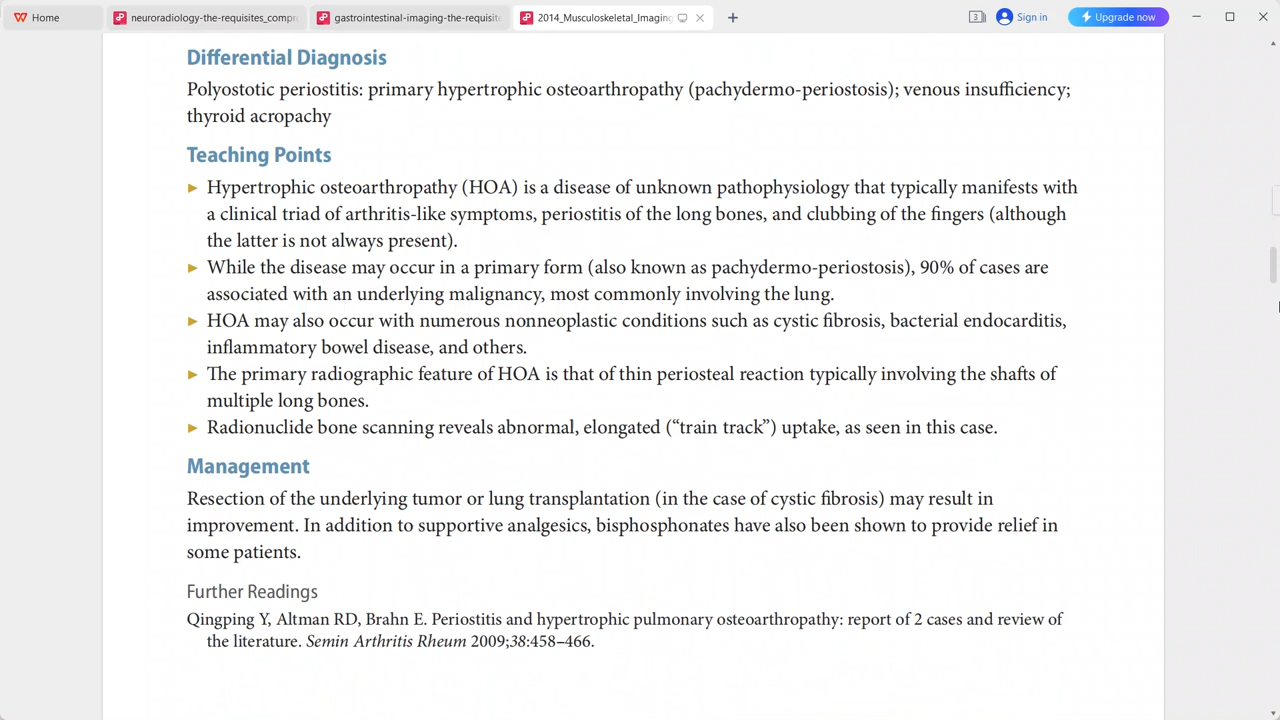 Home
neuroradiology-the-requisites_compr
gastrointestinal-imaging-the-requisite
2014_Musculoskeletal_Imaging
3
Sign in
Upgrade now
Differential Diagnosis
Polyostotic periostitis: primary hypertrophic osteoarthropathy (pachydermo-periostosis); venous insufficiency;
thyroid acropachy
Teaching Points
► Hypertrophic osteoarthropathy (HOA) is a disease of unknown pathophysiology that typically manifests with
a clinical triad of arthritis-like symptoms, periostitis of the long bones, and clubbing of the fingers (although
the latter is not always present).
► While the disease may occur in a primary form (also known as pachydermo-periostosis), 90% of cases are
associated with an underlying malignancy, most commonly involving the lung.
► HOA may also occur with numerous nonneoplastic conditions such as cystic fibrosis, bacterial endocarditis,
inflammatory bowel disease, and others.
► The primary radiographic feature of HOA is that of thin periosteal reaction typically involving the shafts of
multiple long bones.
► Radionuclide bone scanning reveals abnormal, elongated (“train track”) uptake, as seen in this case.
Management
Resection of the underlying tumor or lung transplantation (in the case of cystic fibrosis) may result in
improvement. In addition to supportive analgesics, bisphosphonates have also been shown to provide relief in
some patients.
Further Readings
Qingping Y, Altman RD, Brahn E. Periostitis and hypertrophic pulmonary osteoarthropathy: report of 2 cases and review of
the literature. Semin Arthritis Rheum 2009;38:458–466.